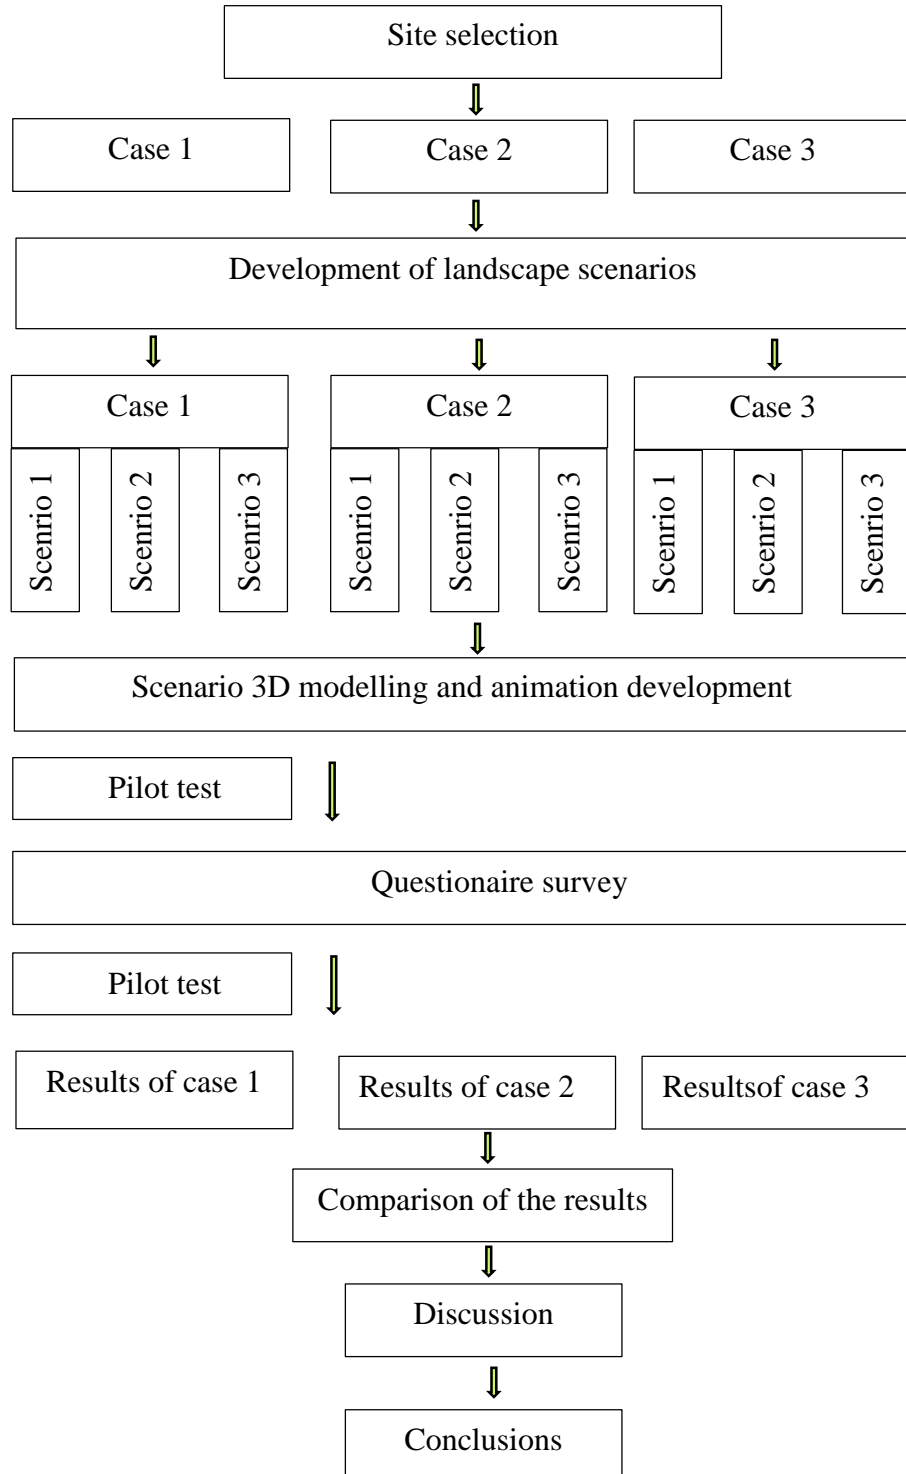 Site selection
Case 1
Case 2
Case 3
Development of landscape scenarios
Case 1
Case 2
Case 3
Scenrio 1
Scenrio 2
Scenrio 3
Scenrio 1
Scenrio 2
Scenrio 3
Scenrio 1
Scenrio 2
Scenrio 3
Scenario 3D modelling and animation development
Pilot test
Questionaire survey
Pilot test
Results of case 1
Results of case 2
Resultsof case 3
Comparison of the results
Discussion
Conclusions